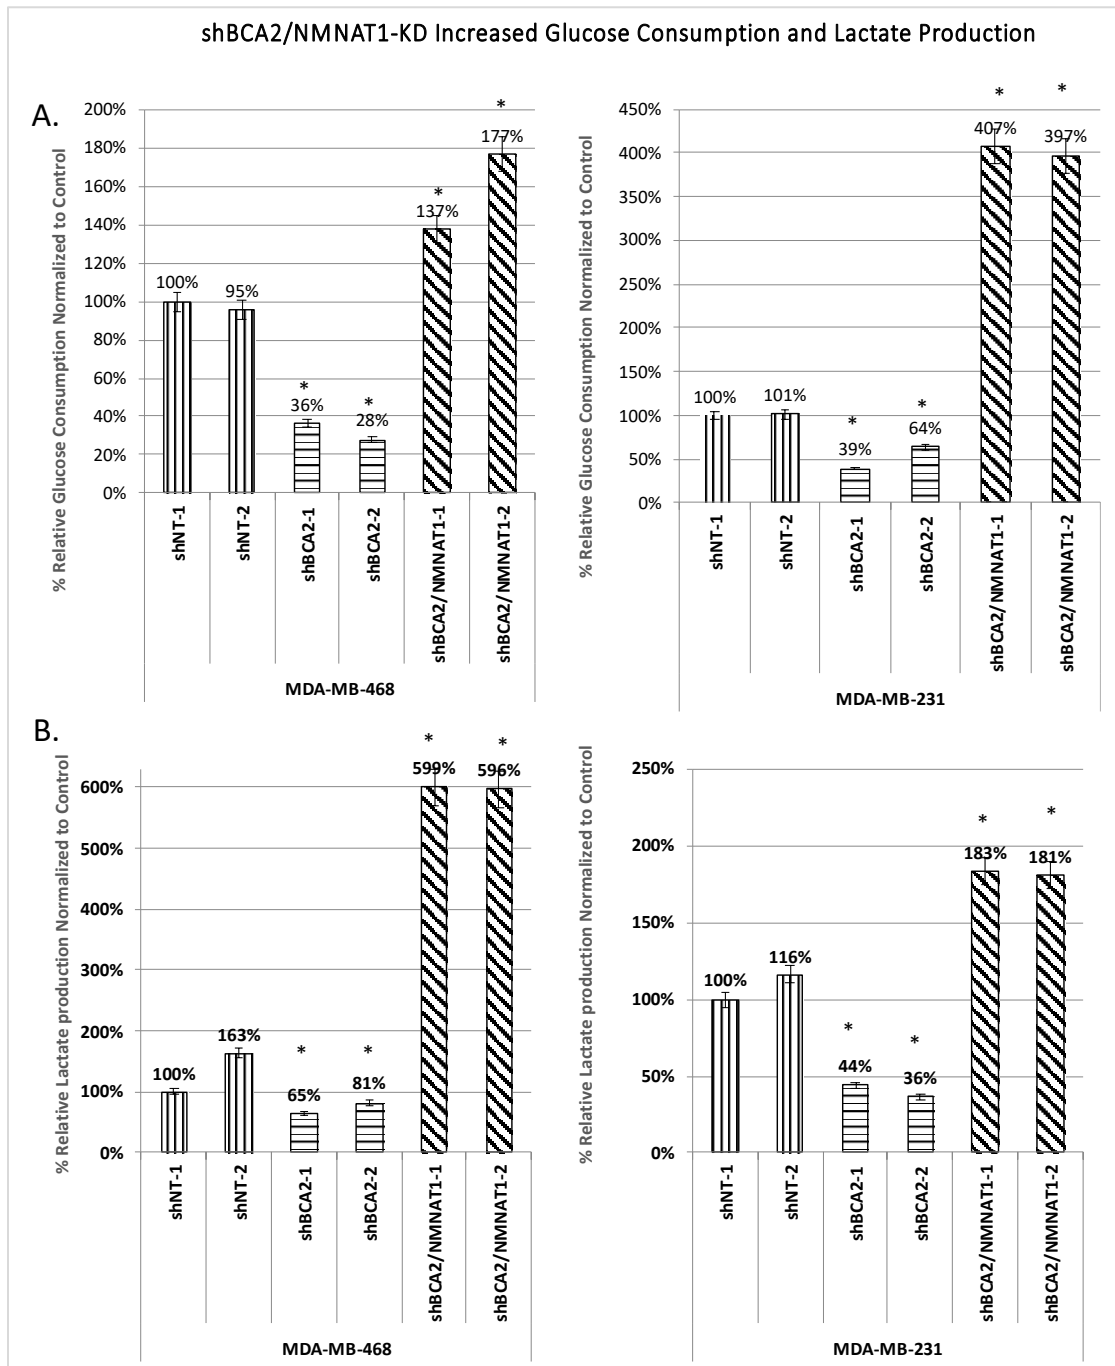 shBCA2/NMNAT1-KD Increased Glucose Consumption and Lactate Production
A.
% Relative Glucose Consumption Normalized to Control
200%
180%
160%
140%
120%
100%
80%
60%
40%
20%
0%
100%
95%
*
36%
*
28%
*
137%
*
177%
shNT-1
shNT-2
shBCA2-1
shBCA2-2
shBCA2/NMNAT1-1
shBCA2/NMNAT1-2
MDA-MB-468
% Relative Glucose Consumption Normalized to Control
450%
400%
350%
300%
250%
200%
150%
100%
50%
0%
100%
101%
*
39%
*
64%
*
407%
*
397%
shNT-1
shNT-2
shBCA2-1
shBCA2-2
shBCA2/NMNAT1-1
shBCA2/NMNAT1-2
MDA-MB-231
B.
% Relative Lactate production Normalized to Control
600%
500%
400%
300%
200%
100%
0%
100%
163%
*
65%
*
81%
*
599%
*
596%
shNT-1
shNT-2
shBCA2-1
shBCA2-2
shBCA2/NMNAT1-1
shBCA2/NMNAT1-2
MDA-MB-468
% Relative Lactate production Normalized to Control
250%
200%
150%
100%
50%
0%
100%
116%
*
44%
*
36%
*
183%
*
181%
shNT-1
shNT-2
shBCA2-1
shBCA2-2
shBCA2/NMNAT1-1
shBCA2/NMNAT1-2
MDA-MB-231